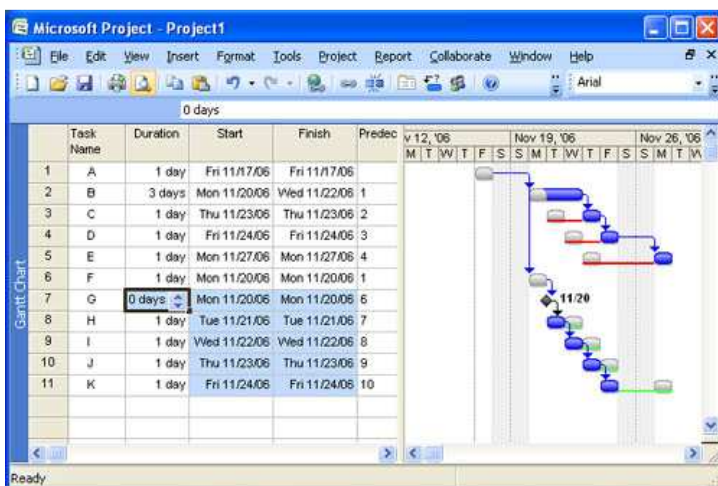 Microsoft Project - Project1
File Edit View Insert Format Tools Project Report Collaborate Window Help
Arial
0 days
Task Name Duration Start Finish Predec
v 12, '06 Nov 19, '06 Nov 26, '06
M T W T F S S M T W T F S S M T W
1 A 1 day Fri 11/17/06 Fri 11/17/06
2 B 3 days Mon 11/20/06 Wed 11/22/06 1
3 C 1 day Thu 11/23/06 Thu 11/23/06 2
4 D 1 day Fri 11/24/06 Fri 11/24/06 3
5 E 1 day Mon 11/27/06 Mon 11/27/06 4
6 F 1 day Mon 11/20/06 Mon 11/20/06 1
7 G 0 days Mon 11/20/06 Mon 11/20/06 6
11/20
8 H 1 day Tue 11/21/06 Tue 11/21/06 7
9 I 1 day Wed 11/22/06 Wed 11/22/06 8
10 J 1 day Thu 11/23/06 Thu 11/23/06 9
11 K 1 day Fri 11/24/06 Fri 11/24/06 10
Gantt Chart
Ready